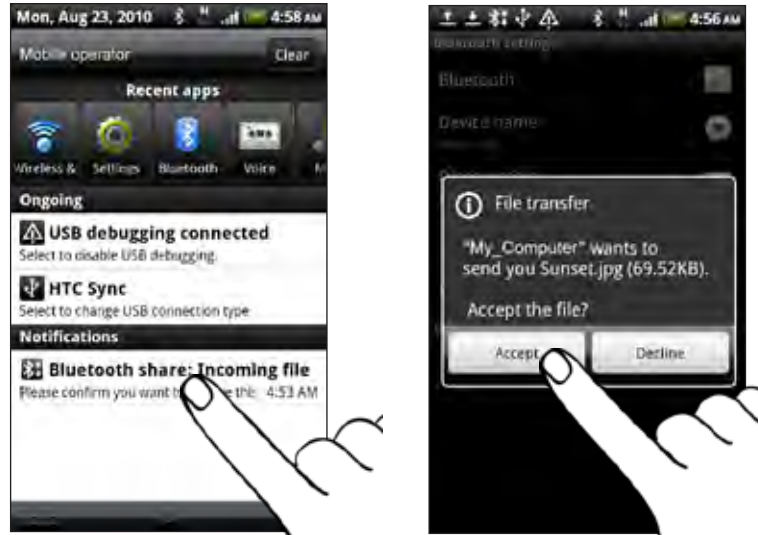 Mon, Aug 23, 2010
H
4:58 AM
Mobile operator
Clear
Recent apps
Wireless &
Settings
Bluetooth
Voice
M
Ongoing
USB debugging connected
Select to disable USB debugging.
HTC Sync
Select to change USB connection type
Notifications
Bluetooth share: Incoming file
Please confirm you want
4:53 AM
H
4:56 AM
Bluetooth setting
Bluetooth
Device name
File transfer
"My_Computer" wants to
send you Sunset.jpg (69.52KB).
Accept the file?
Accept
Decline